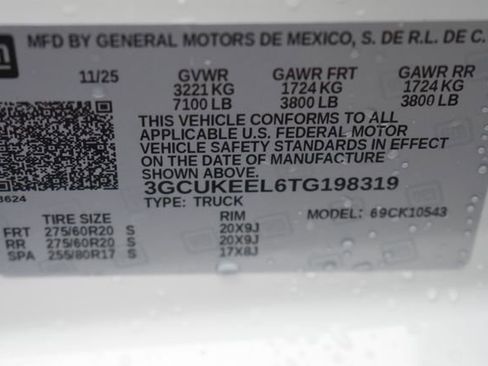 MFD BY GENERAL MOTORS DE MEXICO, S. DE R.L. DE C.
11/25 GVWR GAWR FRT GAWR RR
3221 KG 1724 KG 1724 KG
7100 LB 3800 LB 3800 LB
THIS VEHICLE CONFORMS TO ALL
APPLICABLE U.S. FEDERAL MOTOR
VEHICLE SAFETY STANDARDS IN EFFECT
ON THE DATE OF MANUFACTURE
SHOWN ABOVE.
3GCUKEEL6TG198319
TYPE: TRUCK MODEL: 69CK10543
3624
TIRE SIZE RIM
FRT 275/60R20 S 20X9J
RR 275/60R20 S 20X9J
SPA 255/80R17 S 17X8J